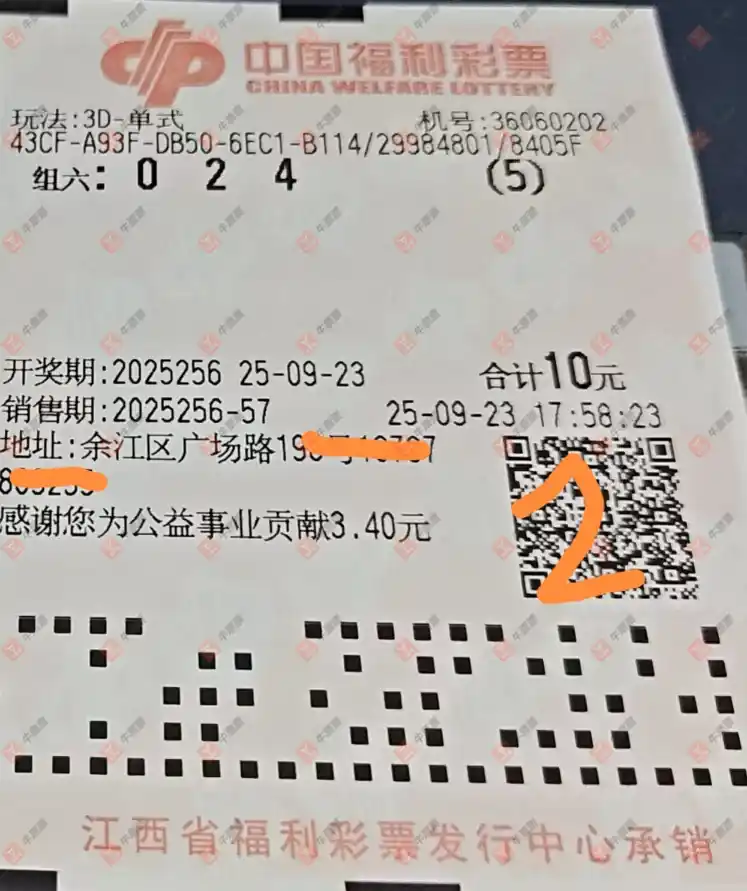 中国福利彩票
CHINA WELFARE LOTTERY
玩法:3D-单式 机号:36060202
43CF-A93F-DB50-6EC1-B114/29984801/8405F
组六: 0 2 4 (5)
开奖期:2025256 25-09-23 合计10元
销售期:2025256-57 25-09-23 17:58:23
地址:余江区广场路19
感谢您为公益事业贡献3.40元
2
江西省福利彩票发行中心承销